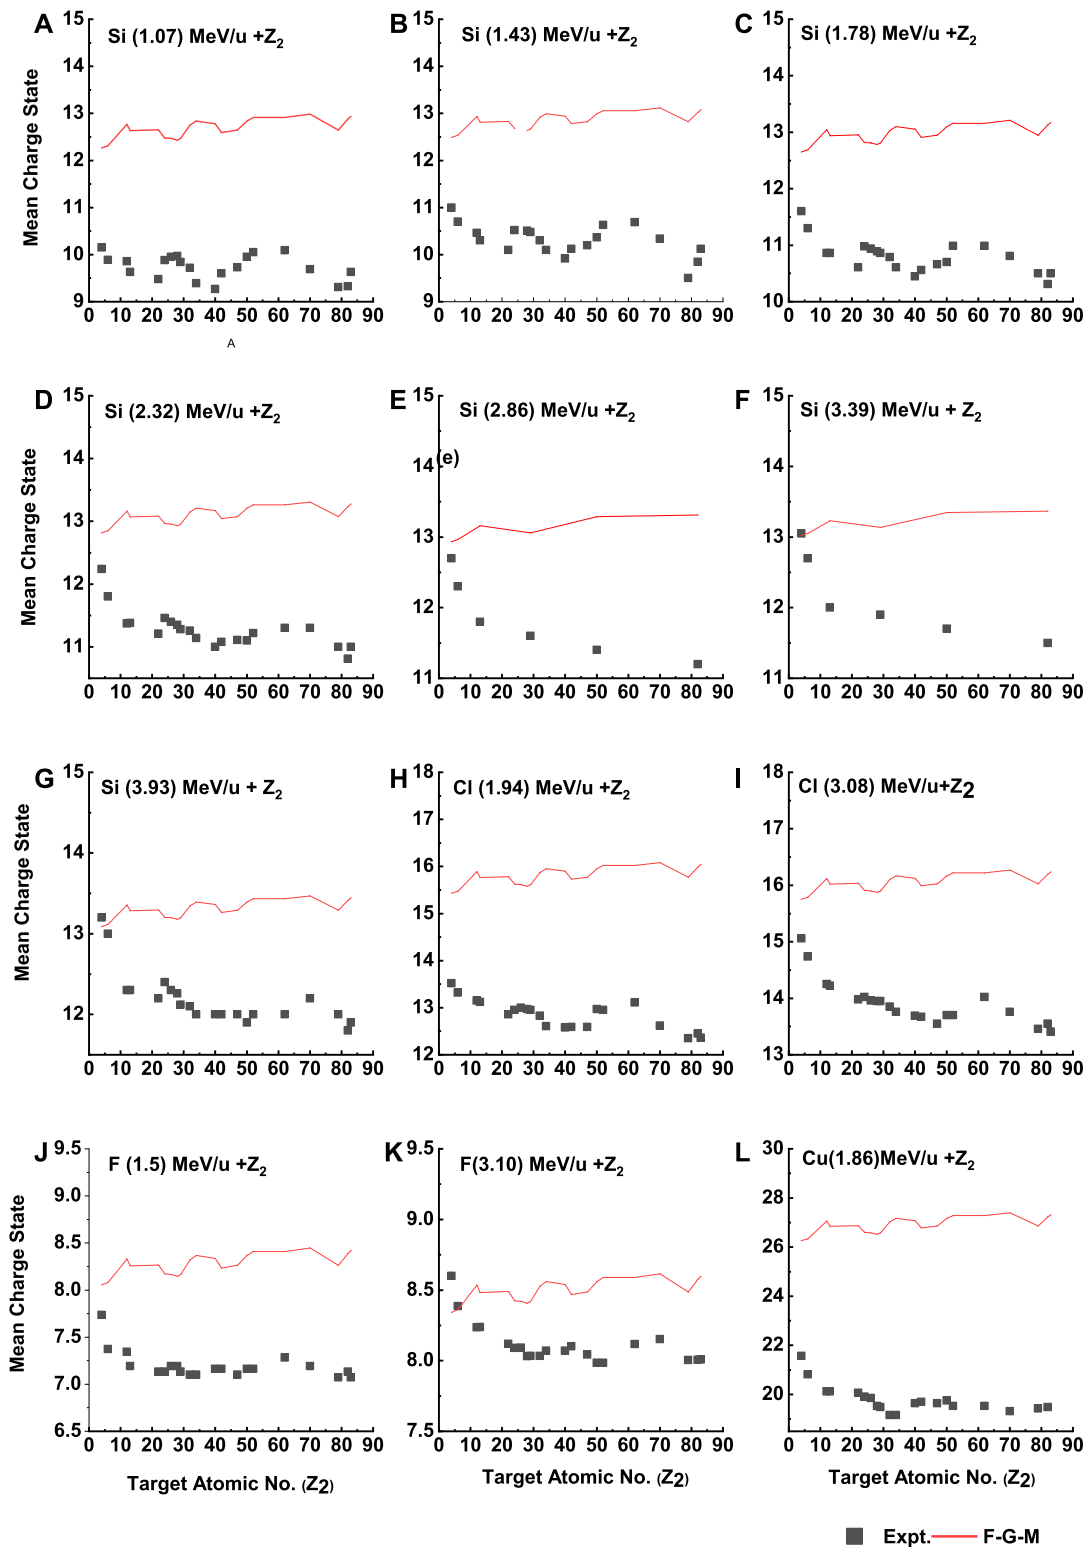 A
Si (1.07) MeV/u +Z2
Mean Charge State
15
14
13
12
11
10
9
0 10 20 30 40 50 60 70 80 90
A
B
Si (1.43) MeV/u +Z2
15
14
13
12
11
10
9
0 10 20 30 40 50 60 70 80 90
C
Si (1.78) MeV/u +Z2
15
14
13
12
11
10
0 10 20 30 40 50 60 70 80 90
D
Si (2.32) MeV/u +Z2
Mean Charge State
15
14
13
12
11
0 10 20 30 40 50 60 70 80 90
E
Si (2.86) MeV/u +Z2
(e)
15
14
13
12
11
0 10 20 30 40 50 60 70 80 90
F
Si (3.39) MeV/u + Z2
15
14
13
12
11
0 10 20 30 40 50 60 70 80 90
G
Si (3.93) MeV/u + Z2
Mean Charge State
15
14
13
12
0 10 20 30 40 50 60 70 80 90
H
Cl (1.94) MeV/u +Z2
18
17
16
15
14
13
12
0 10 20 30 40 50 60 70 80 90
I
Cl (3.08) MeV/u+Z2
18
17
16
15
14
13
0 10 20 30 40 50 60 70 80 90
J
F (1.5) MeV/u +Z2
Mean Charge State
9.5
9.0
8.5
8.0
7.5
7.0
6.5
0 10 20 30 40 50 60 70 80 90
Target Atomic No. (Z2)
K
F(3.10) MeV/u +Z2
9.5
9.0
8.5
8.0
7.5
0 10 20 30 40 50 60 70 80 90
Target Atomic No. (Z2)
L
Cu(1.86)MeV/u +Z2
30
28
26
24
22
20
0 10 20 30 40 50 60 70 80 90
Target Atomic No. (Z2)
Expt. F-G-M